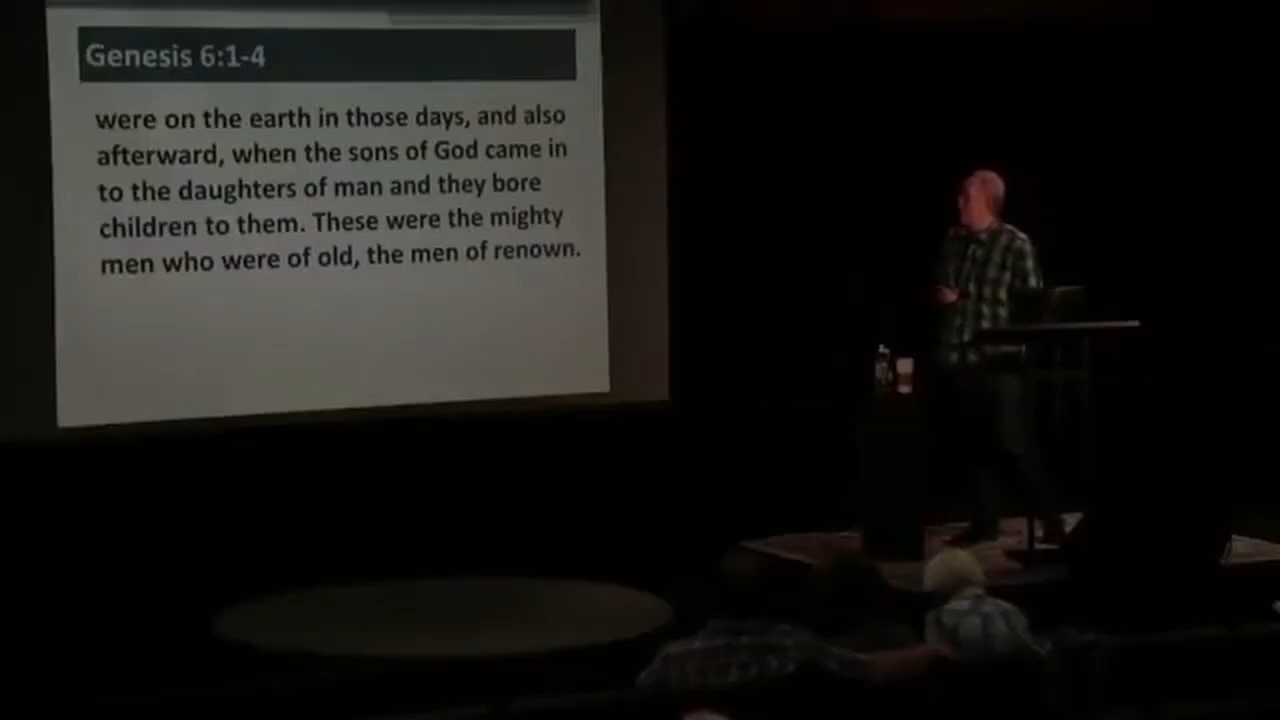 Genesis 6:1-4
were on the earth in those days, and also
afterward, when the sons of God came in
to the daughters of man and they bore
children to them. These were the mighty
men who were of old, the men of renown.